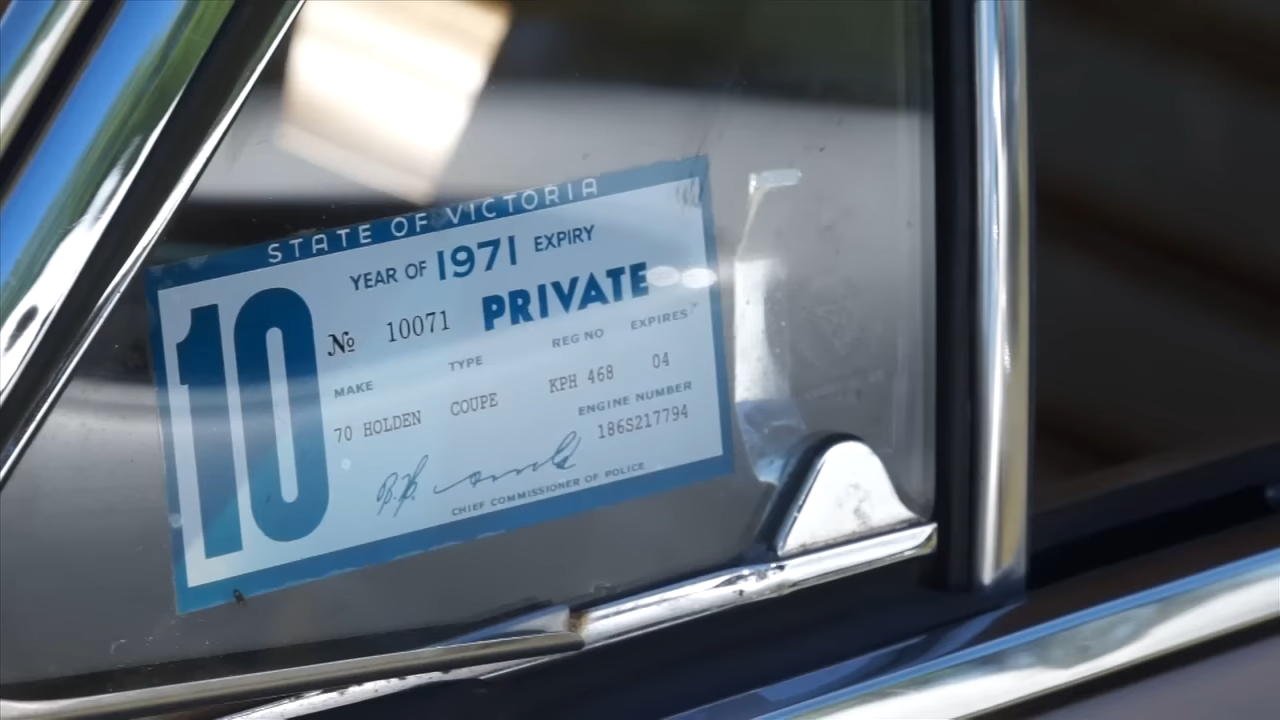 STATE OF VICTORIA
YEAR OF 1971 EXPIRY
10
№ 10071 PRIVATE
MAKE TYPE REG NO EXPIRES
70 HOLDEN COUPE KPH 468 04
ENGINE NUMBER
186S217794
CHIEF COMMISSIONER OF POLICE